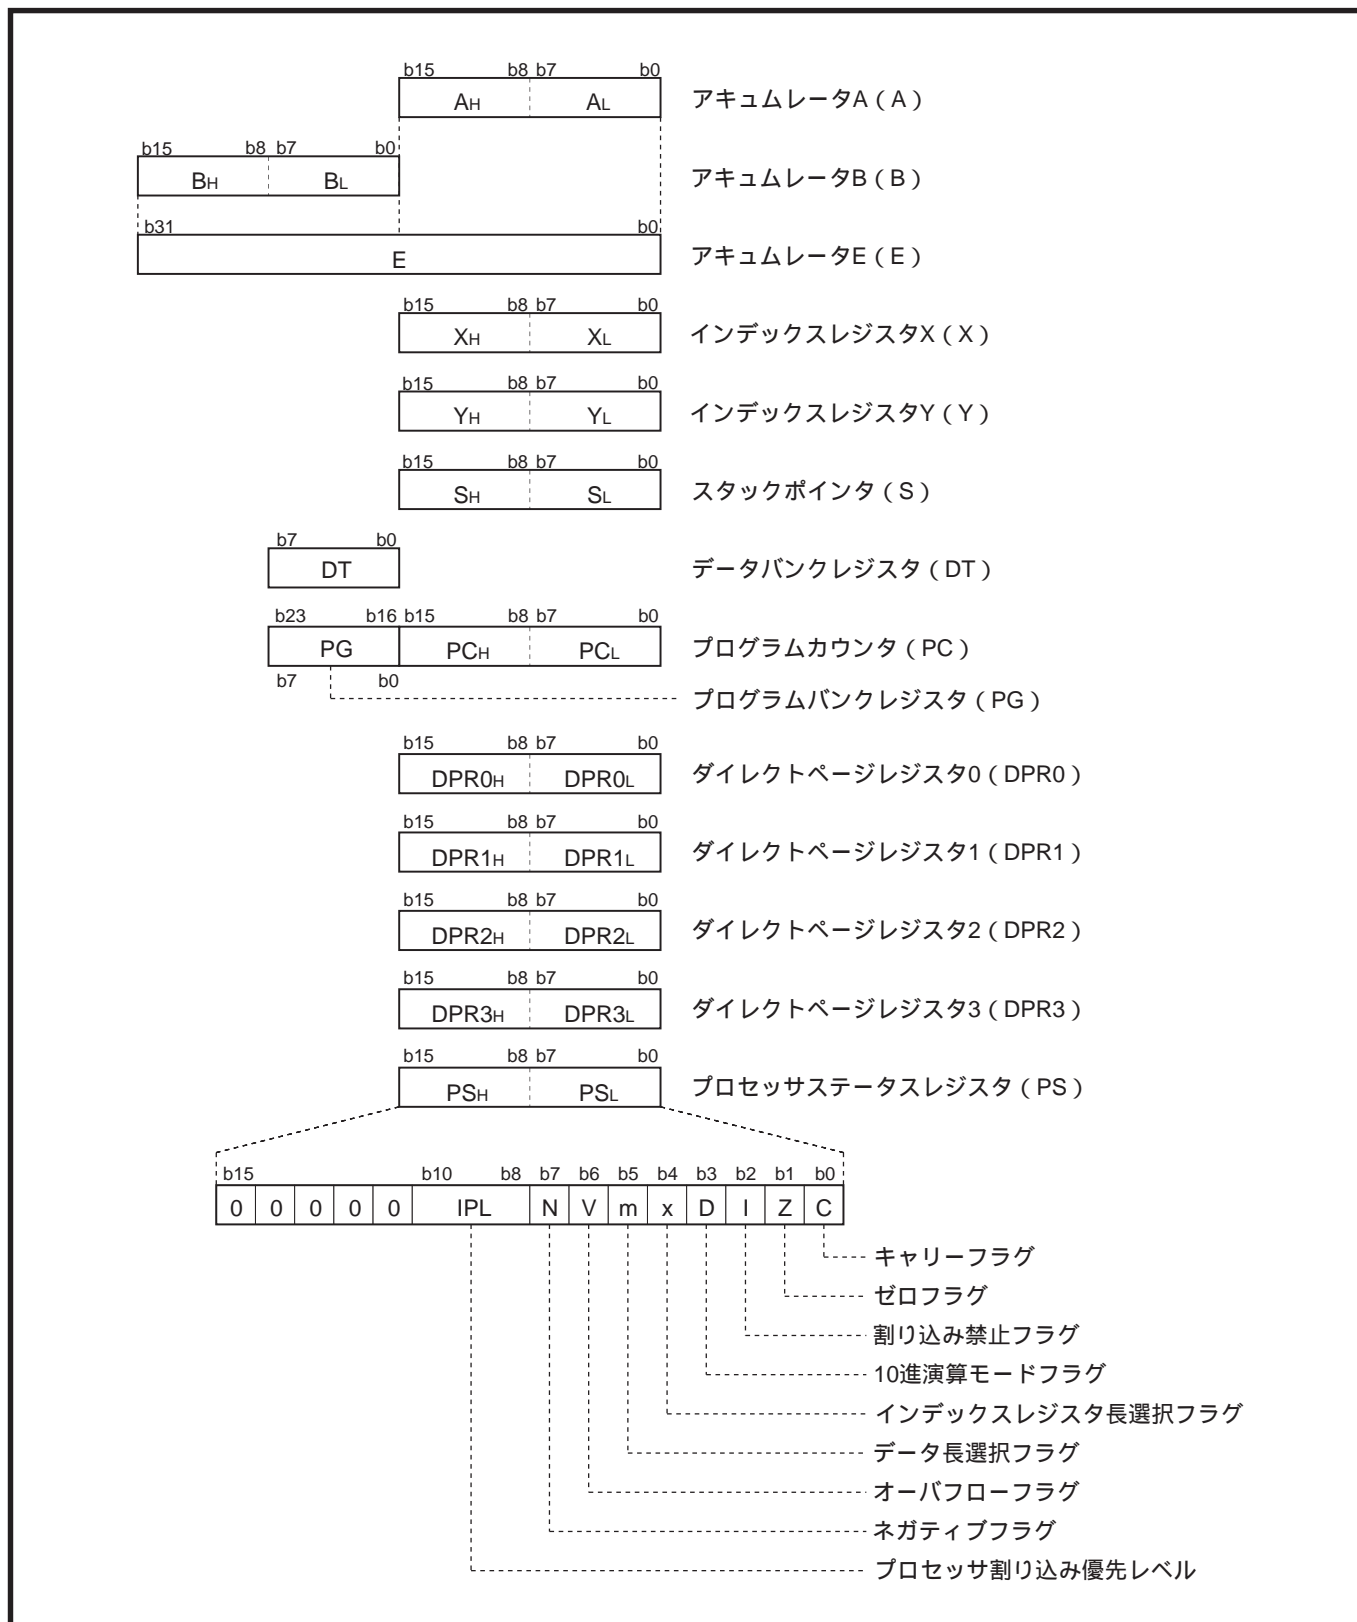 b15 b8 b7 b0
AH AL アキュムレータA（A）
b15 b8 b7 b0
BH BL アキュムレータB（B）
b31 b0
E アキュムレータE（E）
b15 b8 b7 b0
XH XL インデックスレジスタX（X）
b15 b8 b7 b0
YH YL インデックスレジスタY（Y）
b15 b8 b7 b0
SH SL スタックポインタ（S）
b7 b0
DT データバンクレジスタ（DT）
b23 b16 b15 b8 b7 b0
PG PCH PCL プログラムカウンタ（PC）
b7 b0
プログラムバンクレジスタ（PG）
b15 b8 b7 b0
DPR0H DPR0L ダイレクトページレジスタ0（DPR0）
b15 b8 b7 b0
DPR1H DPR1L ダイレクトページレジスタ1（DPR1）
b15 b8 b7 b0
DPR2H DPR2L ダイレクトページレジスタ2（DPR2）
b15 b8 b7 b0
DPR3H DPR3L ダイレクトページレジスタ3（DPR3）
b15 b8 b7 b0
PSH PSL プロセッサステータスレジスタ（PS）
b15 b10 b8 b7 b6 b5 b4 b3 b2 b1 b0
0 0 0 0 0 IPL N V m x D I Z C
キャリーフラグ
ゼロフラグ
割り込み禁止フラグ
10進演算モードフラグ
インデックスレジスタ長選択フラグ
データ長選択フラグ
オーバフローフラグ
ネガティブフラグ
プロセッサ割り込み優先レベル